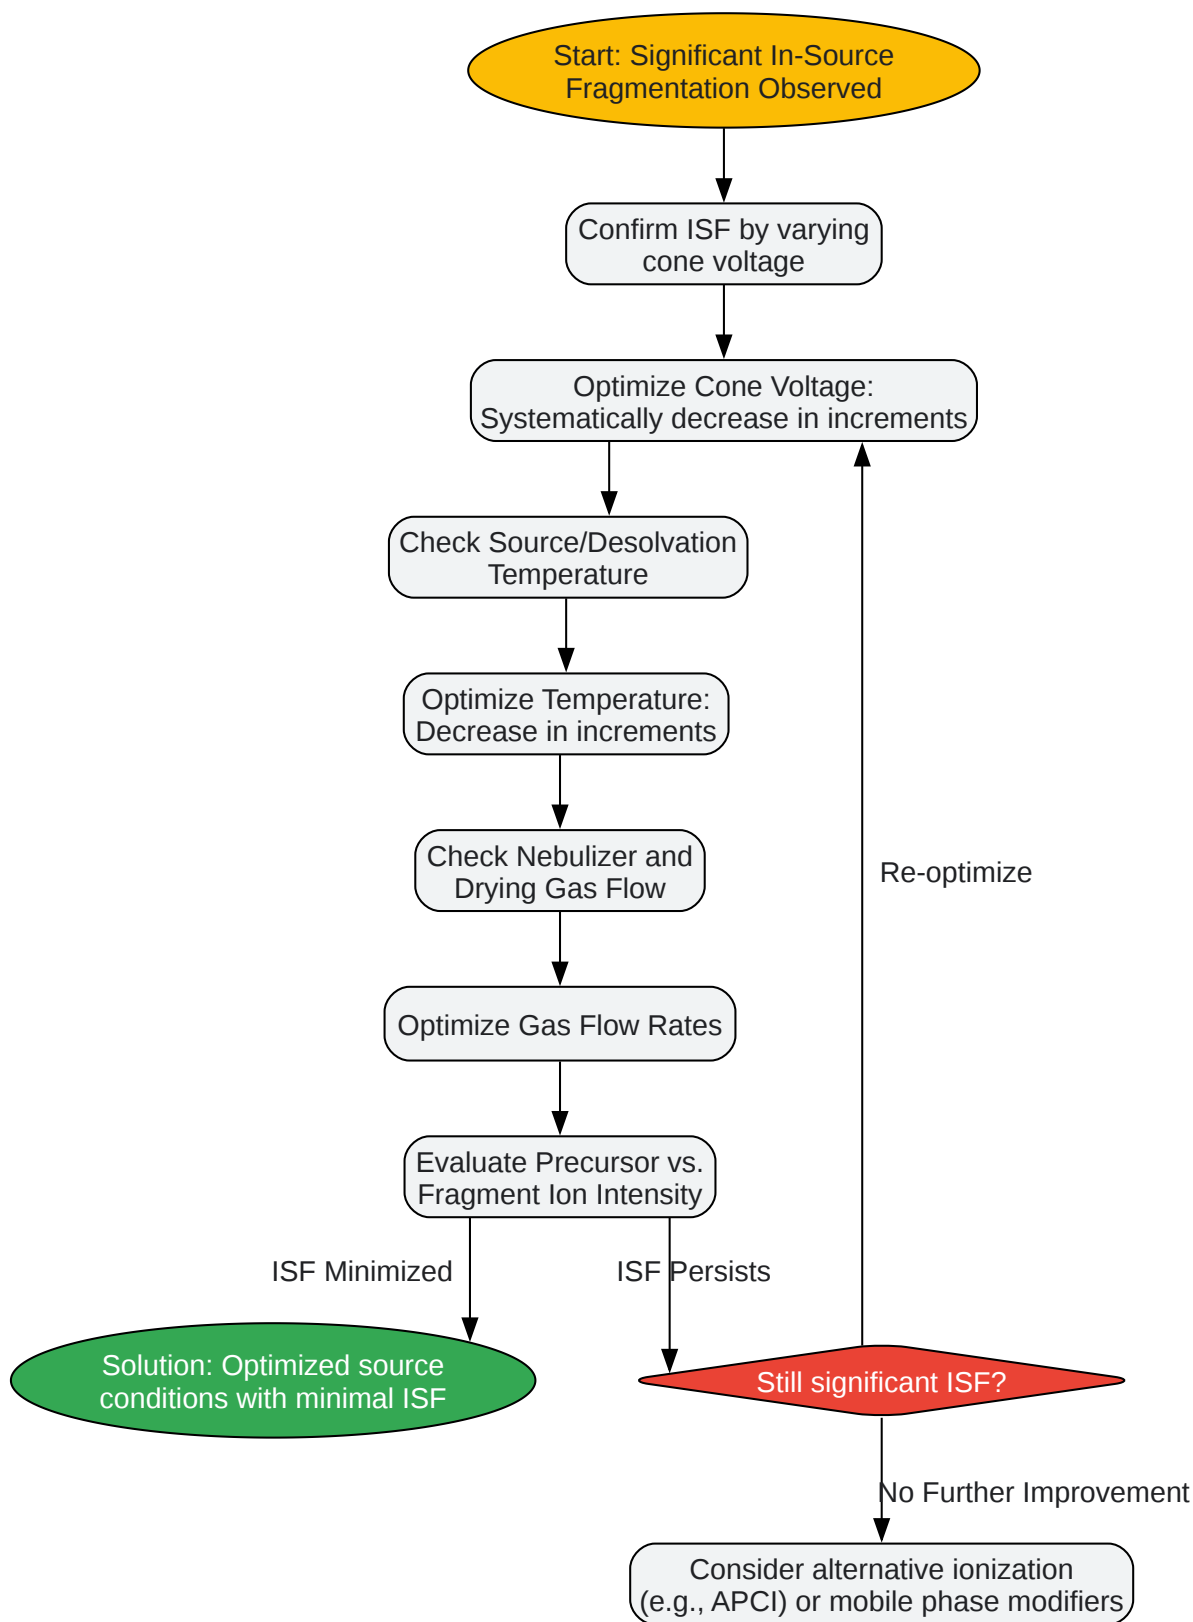 Start: Significant In-Source
Fragmentation Observed
Confirm ISF by varying
cone voltage
Optimize Cone Voltage:
Systematically decrease in increments
Check Source/Desolvation
Temperature
Optimize Temperature:
Decrease in increments
Check Nebulizer and
Drying Gas Flow
Re-optimize
Optimize Gas Flow Rates
Evaluate Precursor vs.
Fragment Ion Intensity
ISF Minimized
ISF Persists
Solution: Optimized source
conditions with minimal ISF
Still significant ISF?
No Further Improvement
Consider alternative ionization
(e.g., APCI) or mobile phase modifiers